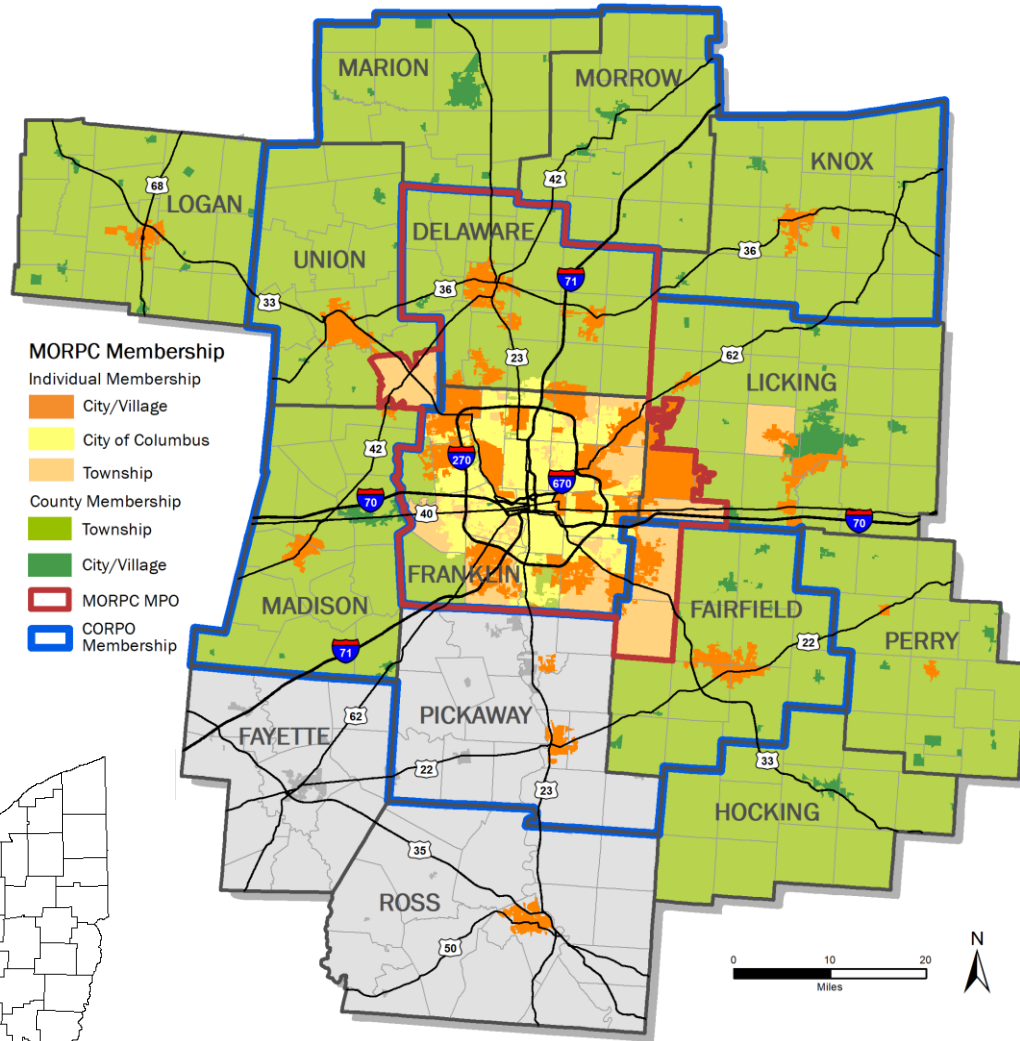 MARION
MORROW
KNOX
68
LOGAN
42
DELAWARE
UNION
36
71
36
33
MORPC Membership
Individual Membership
City/Village
City of Columbus
Township
County Membership
Township
City/Village
MORPC MPO
CORPO
Membership
23
62
LICKING
42
270
670
70
40
70
FRANKLIN
MADISON
FAIRFIELD
22
PERRY
71
62
PICKAWAY
FAYETTE
22
33
23
HOCKING
35
ROSS
50
N
0 10 20
Miles